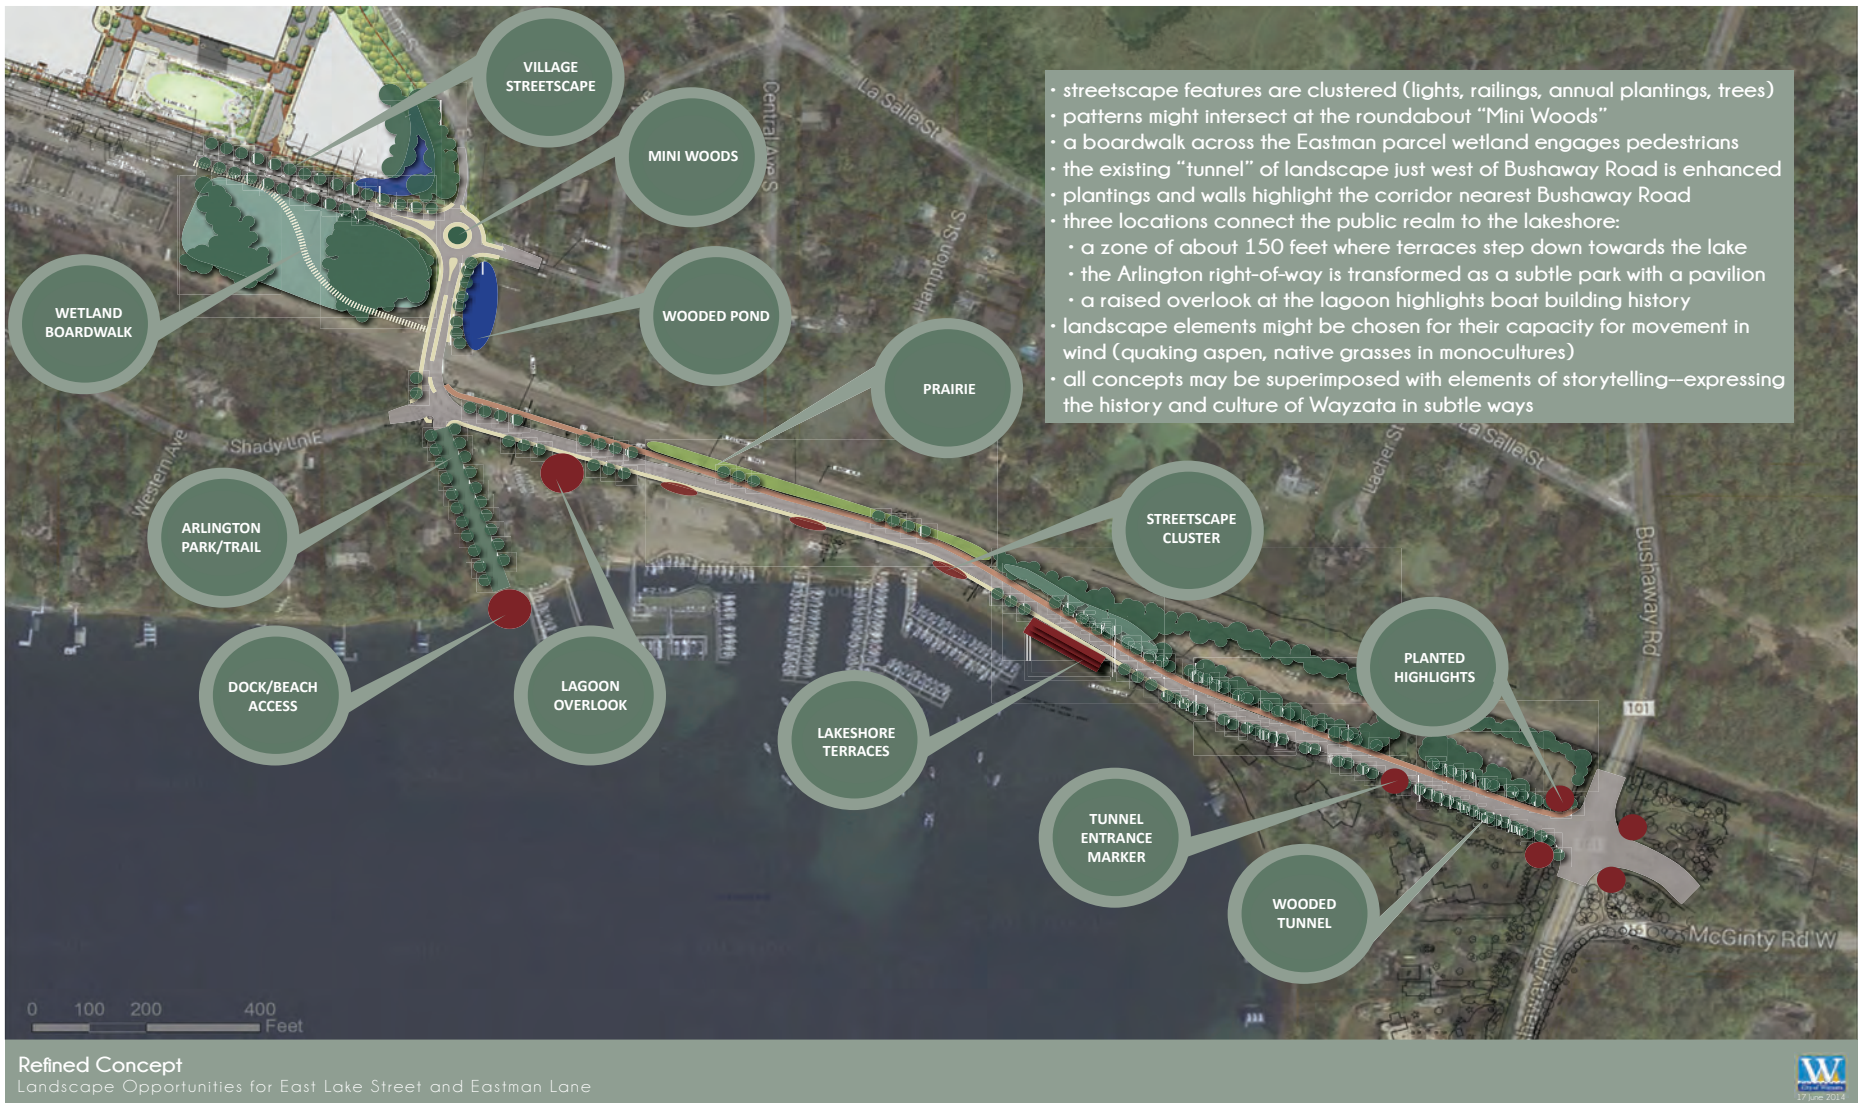 VILLAGE
STREETSCAPE
MINI WOODS
WETLAND
BOARDWALK
WOODED POND
PRAIRIE
ARLINGTON
PARK/TRAIL
STREETSCAPE
CLUSTER
DOCK/BEACH
ACCESS
LAGOON
OVERLOOK
LAKESHORE
TERRACES
PLANTED
HIGHLIGHTS
TUNNEL
ENTRANCE
MARKER
WOODED
TUNNEL
• streetscape features are clustered (lights, railings, annual plantings, trees)
• patterns might intersect at the roundabout “Mini Woods”
• a boardwalk across the Eastman parcel wetland engages pedestrians
• the existing “tunnel” of landscape just west of Bushaway Road is enhanced
• plantings and walls highlight the corridor nearest Bushaway Road
• three locations connect the public realm to the lakeshore:
• a zone of about 150 feet where terraces step down towards the lake
• the Arlington right-of-way is transformed as a subtle park with a pavilion
• a raised overlook at the lagoon highlights boat building history
• landscape elements might be chosen for their capacity for movement in
wind (quaking aspen, native grasses in monocultures)
• all concepts may be superimposed with elements of storytelling--expressing
the history and culture of Wayzata in subtle ways
La Salle St
Central Ave S
Hampton St S
Shady Ln E
Western Ave
Lacher St
La Salle St
Bushaway Rd
101
McGinty Rd W
0 100 200 400
Feet
Refined Concept
Landscape Opportunities for East Lake Street and Eastman Lane
W
City of Wayzata
17 June 2014